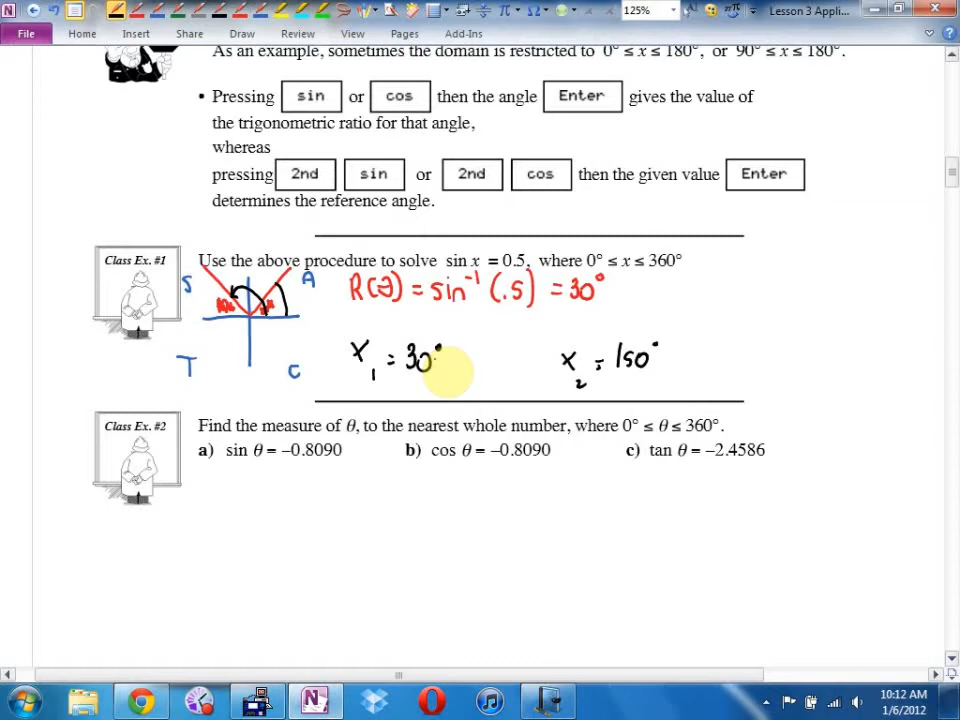 125%
Lesson 3 Appli...
File Home Insert Share Draw Review View Pages Add-Ins
As an example, sometimes the domain is restricted to 0° ≤ x ≤ 180°, or 90° ≤ x ≤ 180°.
• Pressing sin or cos then the angle Enter gives the value of
the trigonometric ratio for that angle,
whereas
pressing 2nd sin or 2nd cos then the given value Enter
determines the reference angle.
Class Ex. #1
Use the above procedure to solve sin x = 0.5, where 0° ≤ x ≤ 360°
S A
R(θ) = sin⁻¹ (.5) = 30°
T C
x₁ = 30° x₂ = 150°
Class Ex. #2
Find the measure of θ, to the nearest whole number, where 0° ≤ θ ≤ 360°.
a) sin θ = −0.8090 b) cos θ = −0.8090 c) tan θ = −2.4586
10:12 AM
1/6/2012